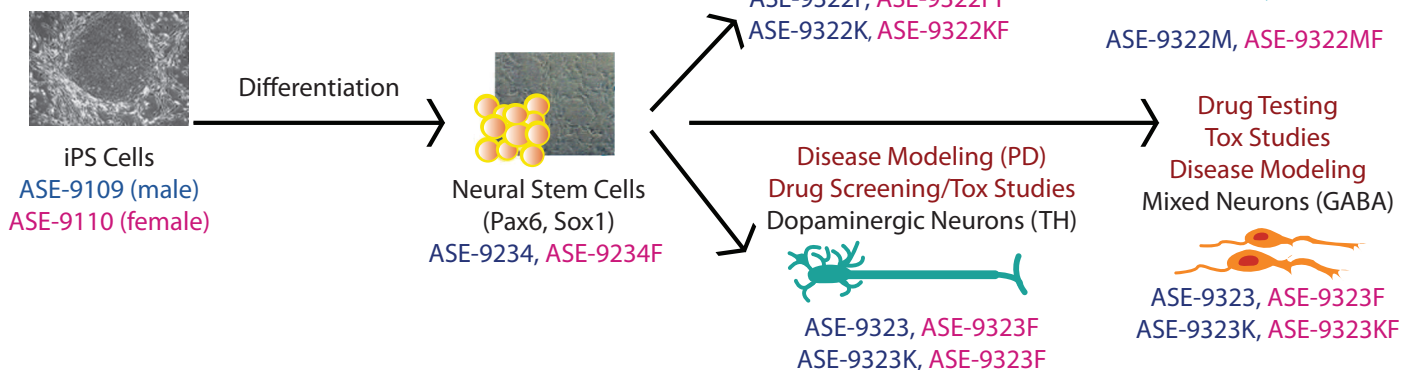 ASE-9322K, ASE-9322KF
ASE-9322M, ASE-9322MF
Differentiation
iPS Cells
ASE-9109 (male)
ASE-9110 (female)
Neural Stem Cells
(Pax6, Sox1)
ASE-9234, ASE-9234F
Disease Modeling (PD)
Drug Screening/Tox Studies
Dopaminergic Neurons (TH)
ASE-9323, ASE-9323F
ASE-9323K, ASE-9323F
Drug Testing
Tox Studies
Disease Modeling
Mixed Neurons (GABA)
ASE-9323, ASE-9323F
ASE-9323K, ASE-9323KF